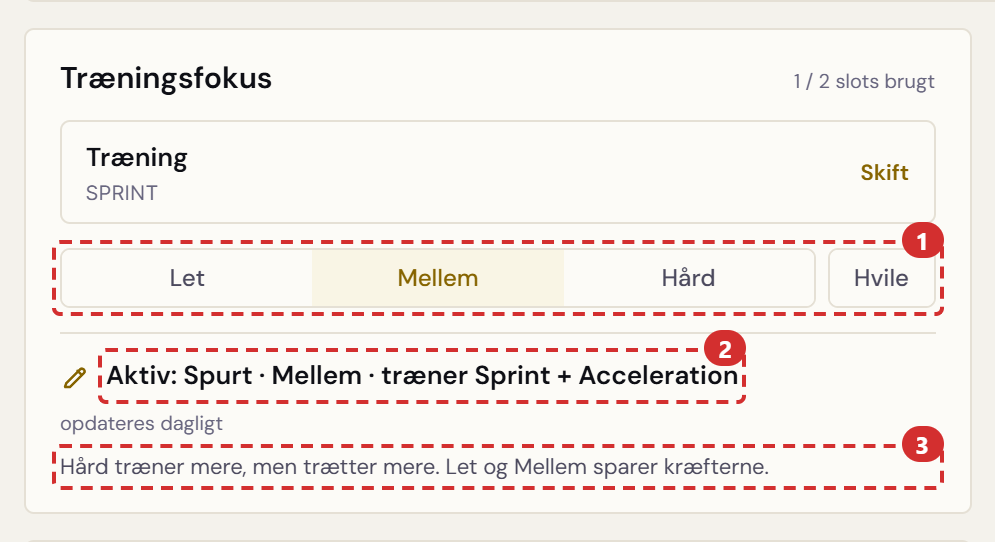 Træningsfokus
1 / 2 slots brugt
Træning
SPRINT
Skift
1
Let
Mellem
Hård
Hvile
2
Aktiv: Spurt · Mellem · træner Sprint + Acceleration
opdateres dagligt
3
Hård træner mere, men trætter mere. Let og Mellem sparer kræfterne.